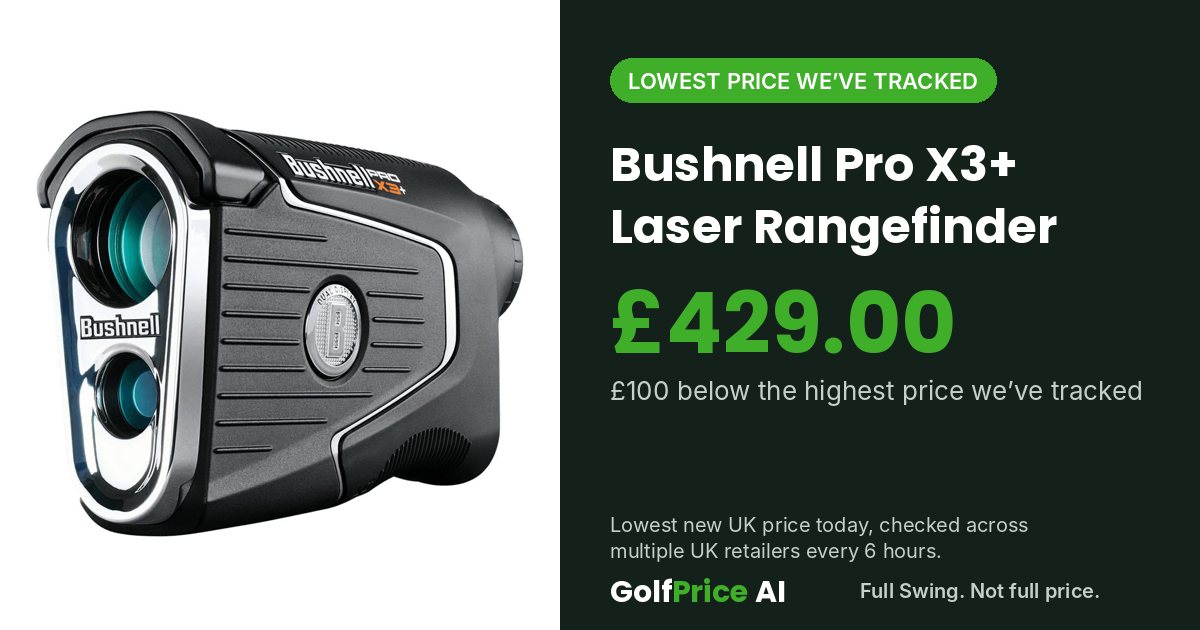 Bushnell PRO
X3+
DUAL DISPLAY
B
Bushnell
LOWEST PRICE WE’VE TRACKED
Bushnell Pro X3+
Laser Rangefinder
£429.00
£100 below the highest price we’ve tracked
Lowest new UK price today, checked across
multiple UK retailers every 6 hours.
GolfPrice AI
Full Swing. Not full price.